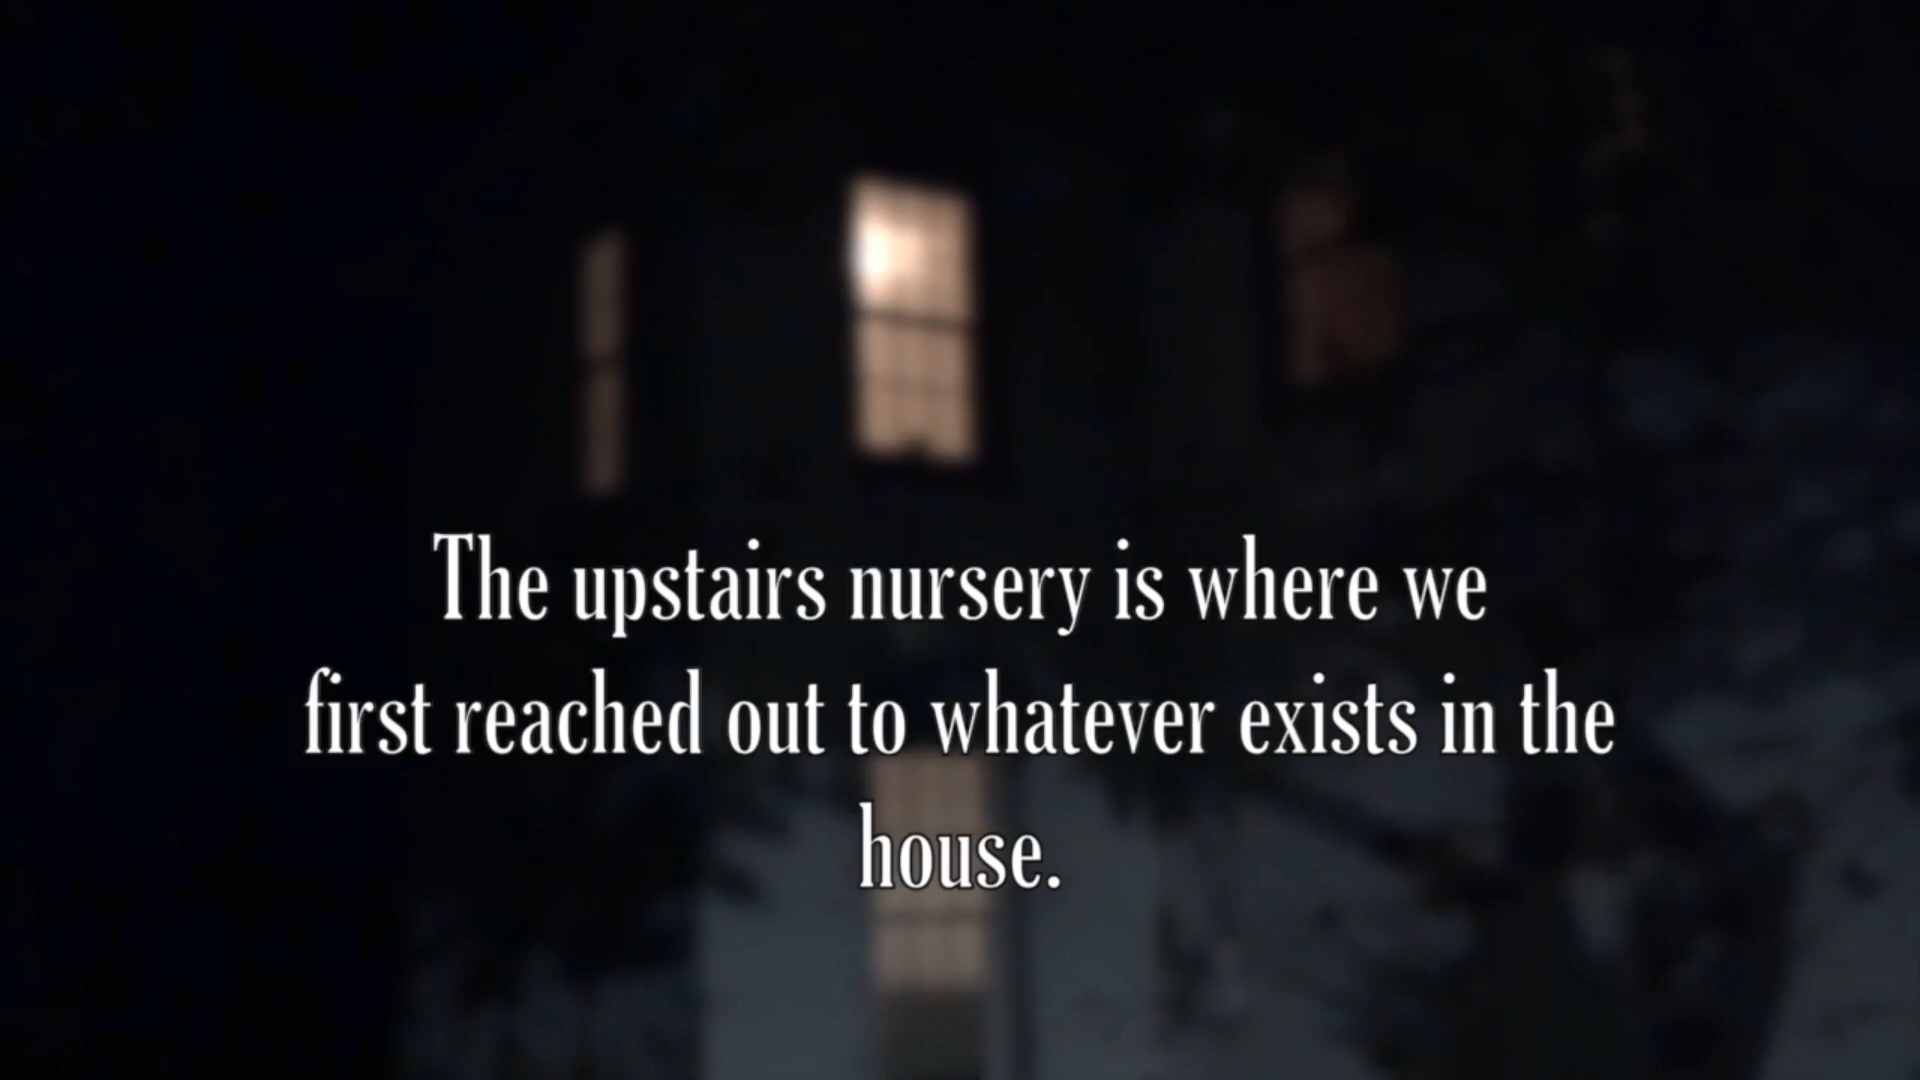 The upstairs nursery is where we
first reached out to whatever exists in the
house.